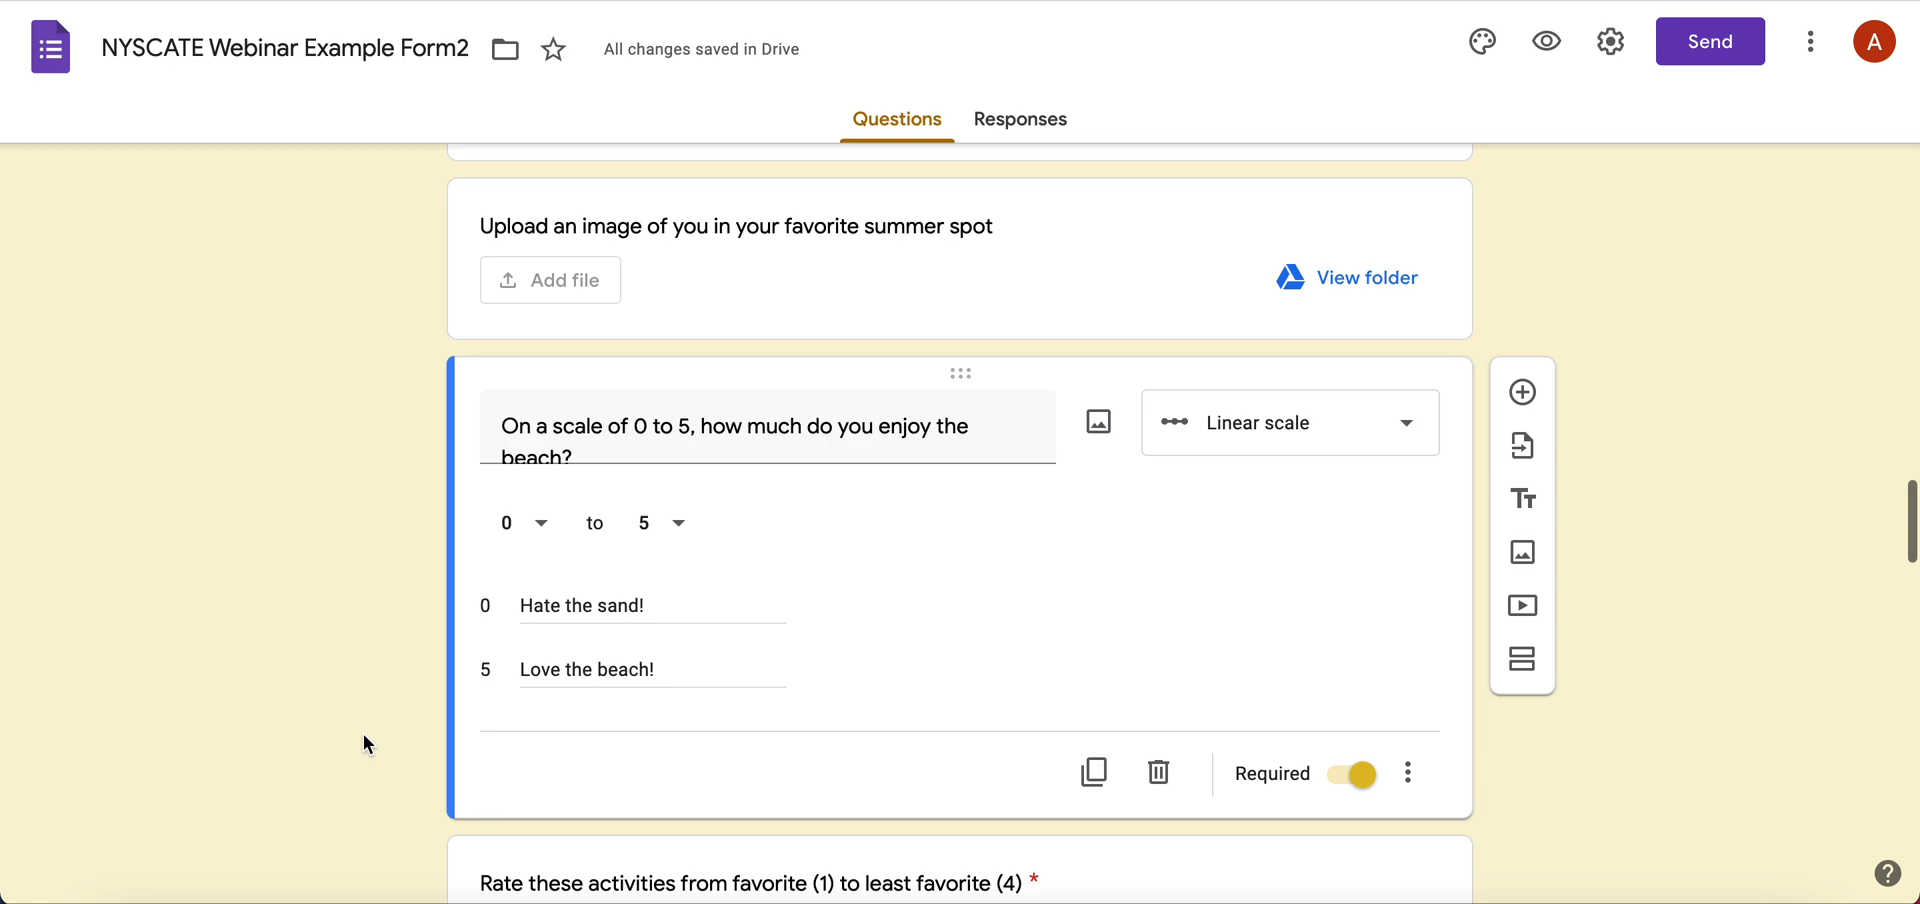 NYSCATE Webinar Example Form2
All changes saved in Drive
Send
A
Questions
Responses
Upload an image of you in your favorite summer spot
Add file
View folder
On a scale of 0 to 5, how much do you enjoy the
beach?
Linear scale
0 to 5
0 Hate the sand!
5 Love the beach!
Required
Rate these activities from favorite (1) to least favorite (4) *